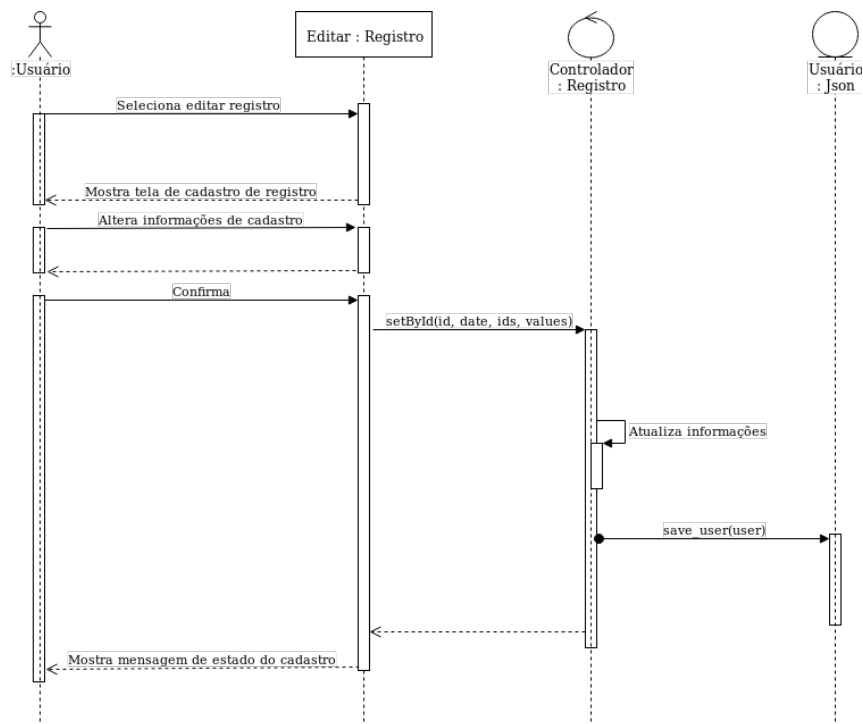 :Usuário
Editar : Registro
Controlador
: Registro
Usuário
: Json
Seleciona editar registro
Mostra tela de cadastro de registro
Altera informações de cadastro
Confirma
setById(id, date, ids, values)
Atualiza informações
save_user(user)
Mostra mensagem de estado do cadastro